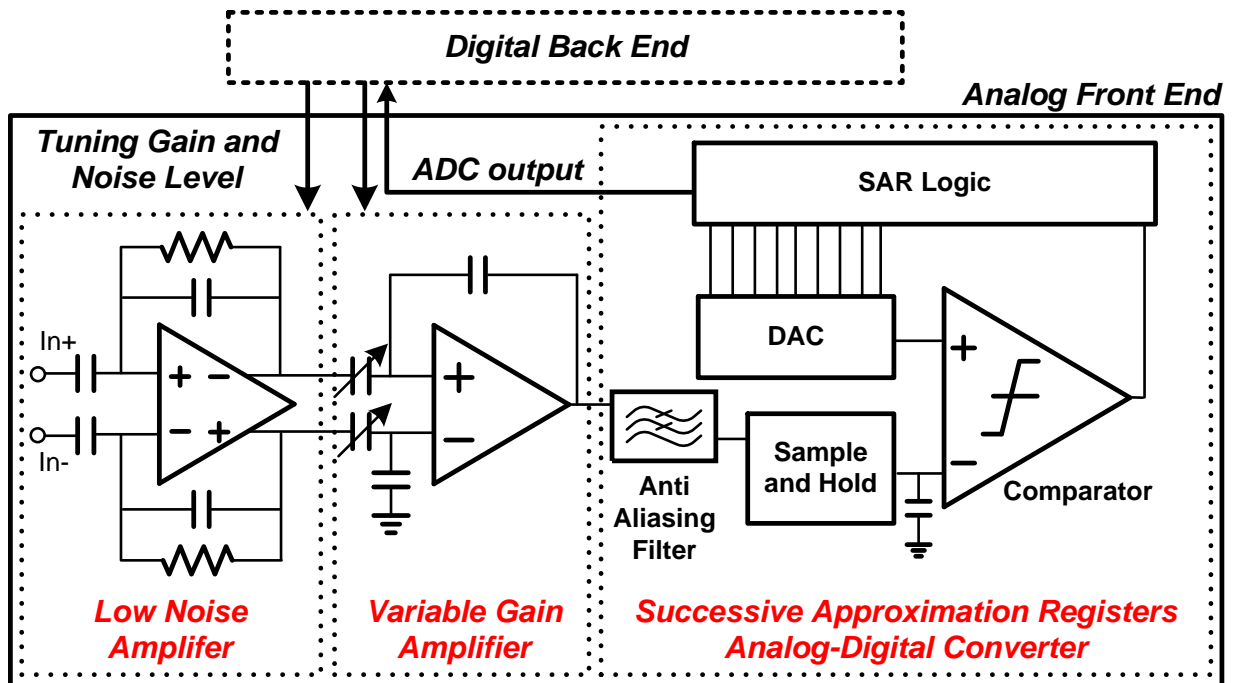 Digital Back End
Analog Front End
Tuning Gain and
Noise Level
ADC output
SAR Logic
DAC
In+
In-
+ −
− +
+
−
+
−
Sample
and Hold
Comparator
Anti
Aliasing
Filter
Low Noise
Amplifer
Variable Gain
Amplifier
Successive Approximation Registers
Analog-Digital Converter